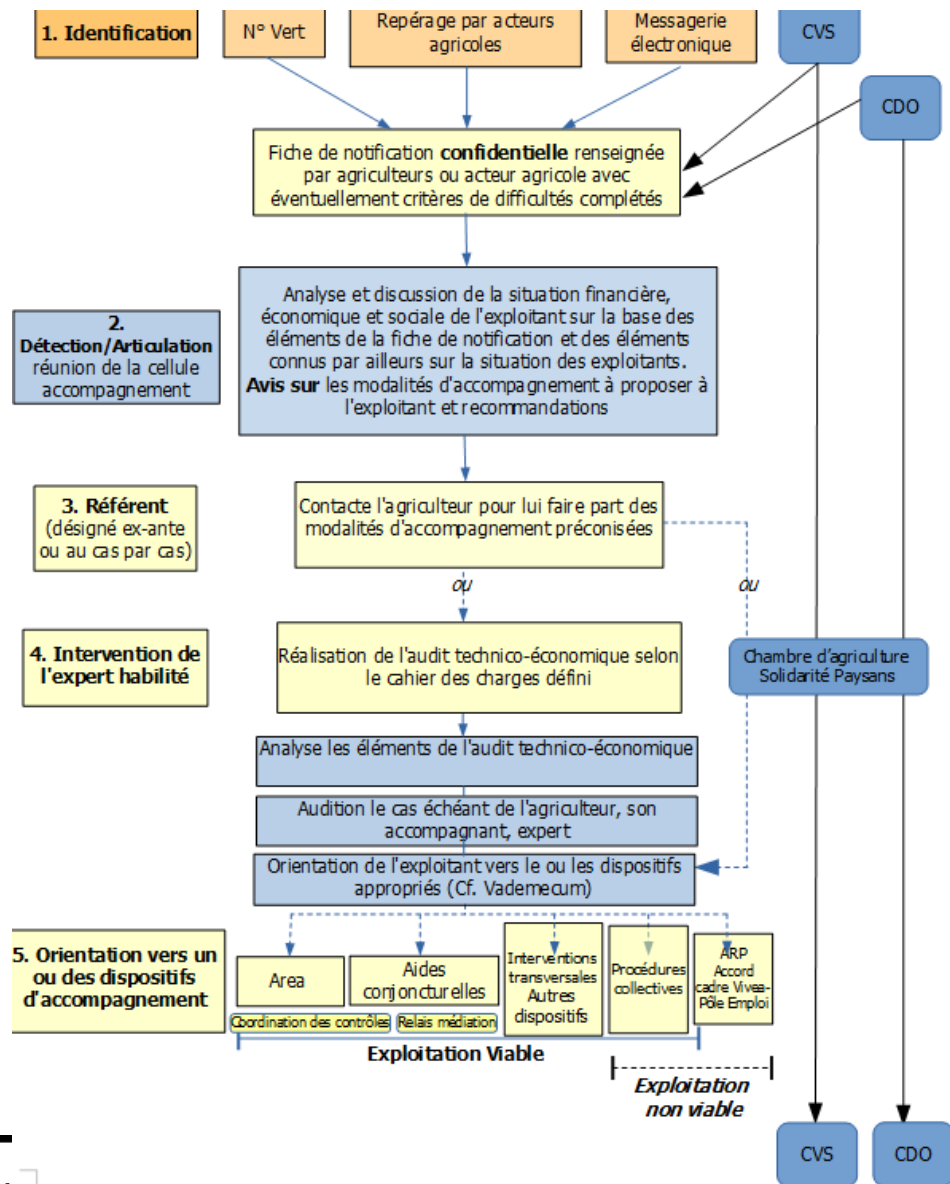 1. Identification
N° Vert
Repérage par acteurs
agricoles
Messagerie
électronique
CVS
CDO
Fiche de notification confidentielle renseignée
par agriculteurs ou acteur agricole avec
éventuellement critères de difficultés complétés
2.
Détection/Articulation
réunion de la cellule
accompagnement
Analyse et discussion de la situation financière,
économique et sociale de l'exploitant sur la base des
éléments de la fiche de notification et des éléments
connus par ailleurs sur la situation des exploitants.
Avis sur les modalités d'accompagnement à proposer à
l'exploitant et recommandations
3. Référent
(désigné ex-ante
ou au cas par cas)
Contacte l'agriculteur pour lui faire part des
modalités d'accompagnement préconisées
ou
ou
4. Intervention de
l'expert habilité
Réalisation de l'audit technico-économique selon
le cahier des charges défini
Chambre d'agriculture
Solidarité Paysans
Analyse les éléments de l'audit technico-économique
Audition le cas échéant de l'agriculteur, son
accompagnant, expert
Orientation de l'exploitant vers le ou les dispositifs
appropriés (Cf. Vademecum)
5. Orientation vers un
ou des dispositifs
d'accompagnement
Area
Aides
conjoncturelles
Interventions
transversales
Autres
dispositifs
Procédures
collectives
ARP
Accord
cadre Vivea-
Pôle Emploi
Coordination des contrôles
Relais médiation
Exploitation Viable
Exploitation
non viable
CVS
CDO